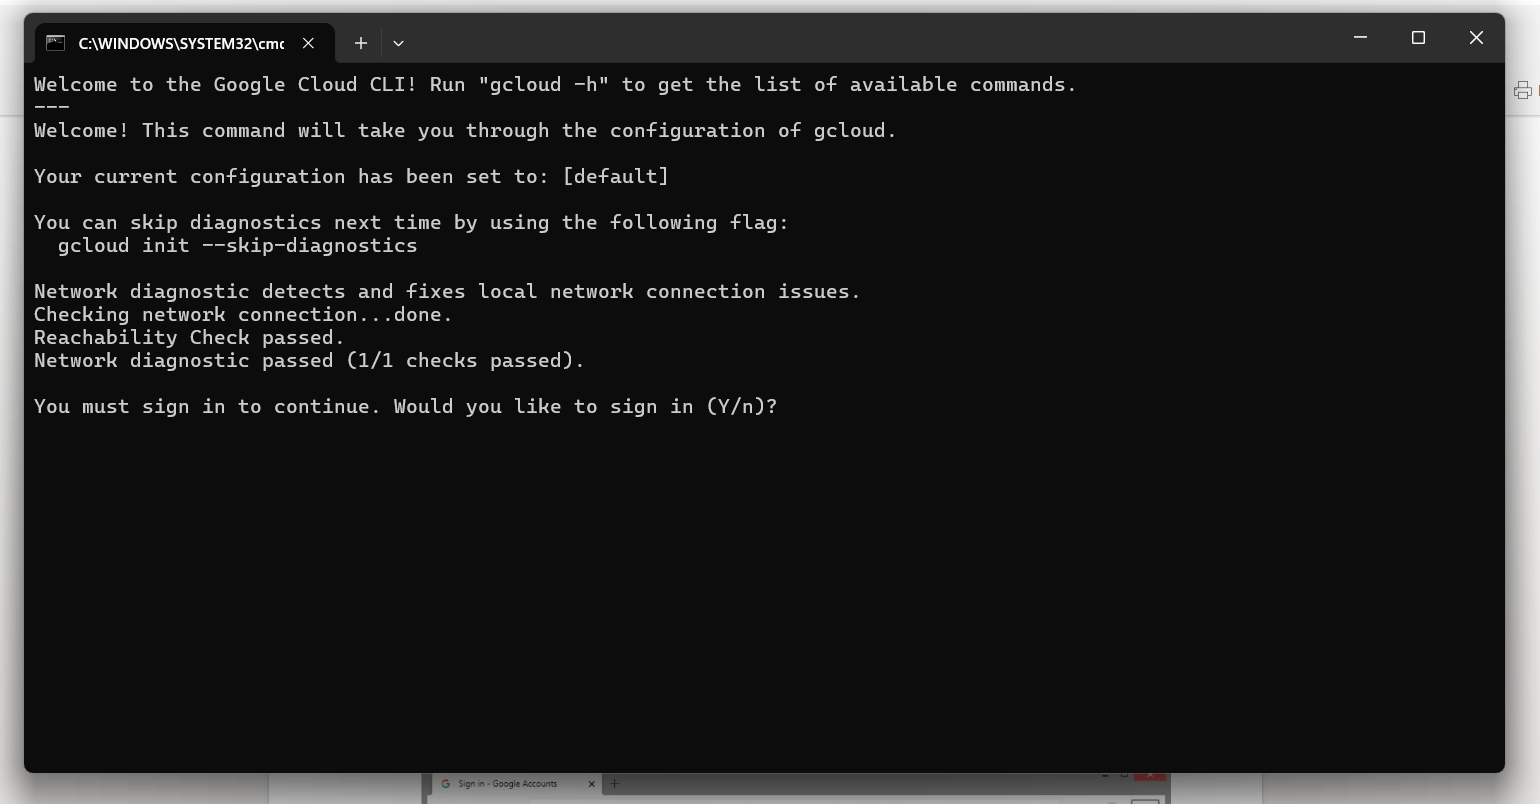 C:\WINDOWS\SYSTEM32\cmd
Welcome to the Google Cloud CLI! Run "gcloud -h" to get the list of available commands.
---
Welcome! This command will take you through the configuration of gcloud.
Your current configuration has been set to: [default]
You can skip diagnostics next time by using the following flag:
gcloud init --skip-diagnostics
Network diagnostic detects and fixes local network connection issues.
Checking network connection...done.
Reachability Check passed.
Network diagnostic passed (1/1 checks passed).
You must sign in to continue. Would you like to sign in (Y/n)?
Sign in - Google Accounts